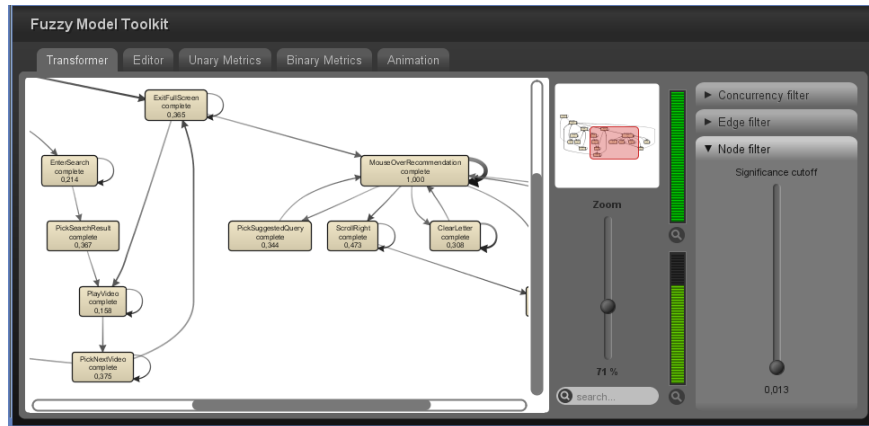 Fuzzy Model Toolkit
Transformer Editor Unary Metrics Binary Metrics Animation
ExitFullScreen
complete
0,365
EnterSearch
complete
0,214
MouseOverRecommendation
complete
1,000
PickSearchResult
complete
0,367
PickSuggestedQuery
complete
0,344
ScrollRight
complete
0,473
ClearLetter
complete
0,308
PlayVideo
complete
0,158
PickNextVideo
complete
0,375
Zoom
71 %
search...
Concurrency filter
Edge filter
Node filter
Significance cutoff
0,013